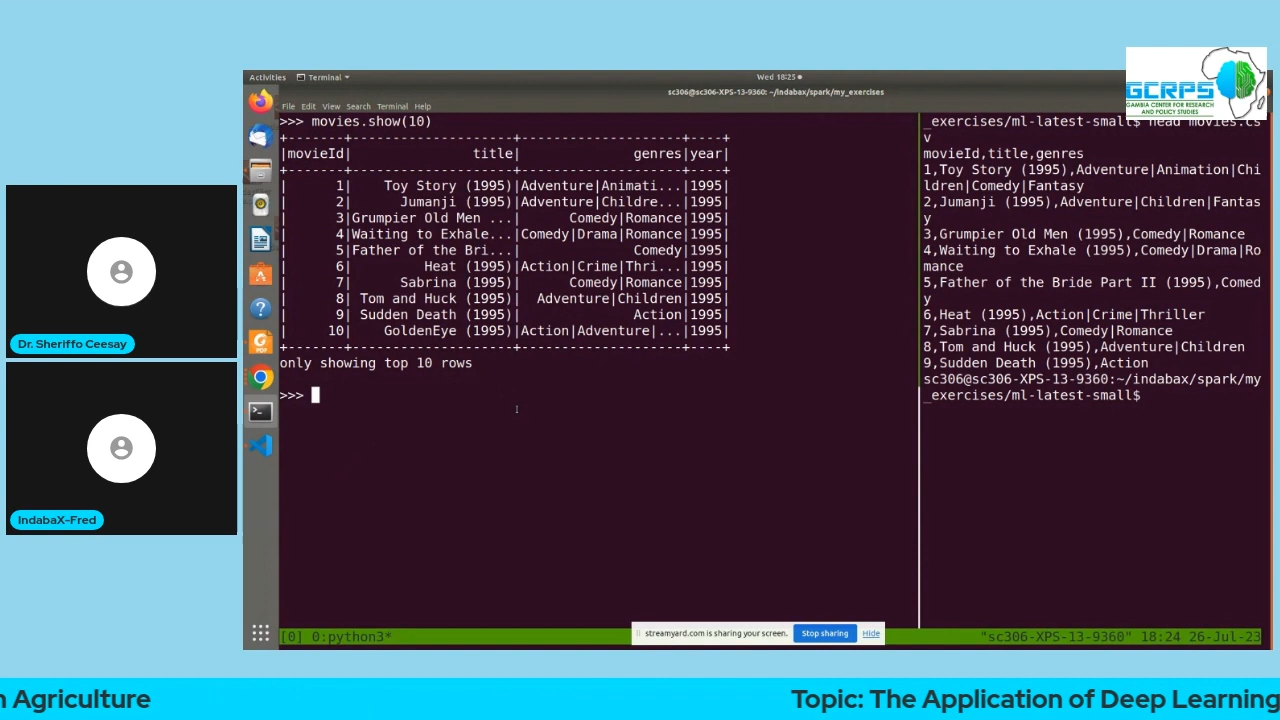 Activities
Terminal
Wed 18:25
sc306@sc306-XPS-13-9360: ~/indabax/spark/my_exercises
File Edit View Search Terminal Help
>>> movies.show(10)
+-------+--------------------+--------------------+----+
|movieId|               title|              genres|year|
+-------+--------------------+--------------------+----+
|      1|    Toy Story (1995)|Adventure|Animati...|1995|
|      2|      Jumanji (1995)|Adventure|Childre...|1995|
|      3|Grumpier Old Men ...|      Comedy|Romance|1995|
|      4|Waiting to Exhale...|Comedy|Drama|Romance|1995|
|      5|Father of the Bri...|              Comedy|1995|
|      6|         Heat (1995)|Action|Crime|Thri...|1995|
|      7|      Sabrina (1995)|      Comedy|Romance|1995|
|      8| Tom and Huck (1995)|  Adventure|Children|1995|
|      9| Sudden Death (1995)|              Action|1995|
|     10|    GoldenEye (1995)|Action|Adventure|...|1995|
+-------+--------------------+--------------------+----+
only showing top 10 rows
>>>
_exercises/ml-latest-small$ head movies.cs
v
movieId,title,genres
1,Toy Story (1995),Adventure|Animation|Chi
ldren|Comedy|Fantasy
2,Jumanji (1995),Adventure|Children|Fantas
y
3,Grumpier Old Men (1995),Comedy|Romance
4,Waiting to Exhale (1995),Comedy|Drama|Ro
mance
5,Father of the Bride Part II (1995),Comed
y
6,Heat (1995),Action|Crime|Thriller
7,Sabrina (1995),Comedy|Romance
8,Tom and Huck (1995),Adventure|Children
9,Sudden Death (1995),Action
sc306@sc306-XPS-13-9360:~/indabax/spark/my
_exercises/ml-latest-small$
[0] 0:python3*
"sc306-XPS-13-9360" 18:24 26-Jul-23
streamyard.com is sharing your screen.
Stop sharing
Hide
GCRPS
GAMBIA CENTER FOR RESEARCH
AND POLICY STUDIES
Dr. Sheriffo Ceesay
IndabaX-Fred
n Agriculture
Topic: The Application of Deep Learning